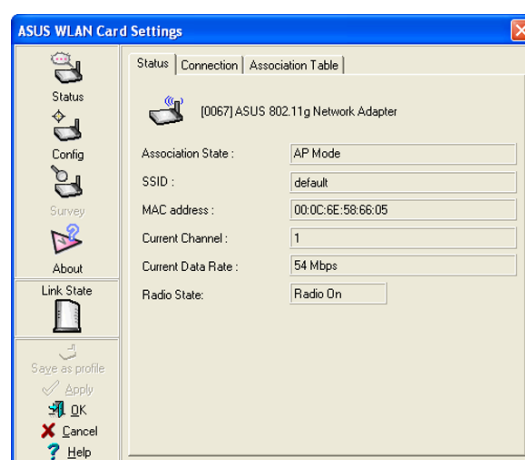 ASUS WLAN Card Settings
Status
Config
Survey
About
Link State
Save as profile
Apply
OK
Cancel
Help
Status Connection Association Table
[0067] ASUS 802.11g Network Adapter
Association State : AP Mode
SSID : default
MAC address : 00:0C:6E:58:66:05
Current Channel : 1
Current Data Rate : 54 Mbps
Radio State: Radio On